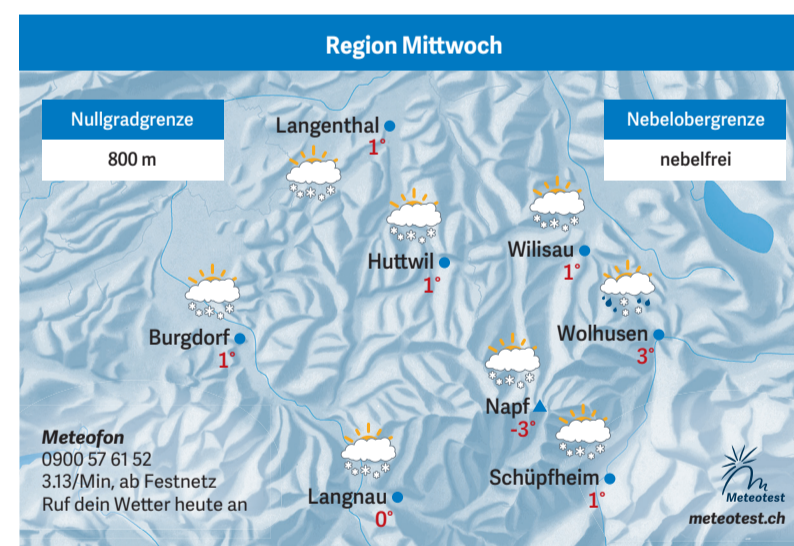 Region Mittwoch
Nullgradgrenze
800 m
Nebelobergrenze
nebelfrei
Langenthal
1°
Huttwil
1°
Wilisau
1°
Burgdorf
1°
Wolhusen
3°
Napf
-3°
Schüpfheim
1°
Langnau
0°
Meteofon
0900 57 61 52
3.13/Min, ab Festnetz
Ruf dein Wetter heute an
Meteotest
meteotest.ch